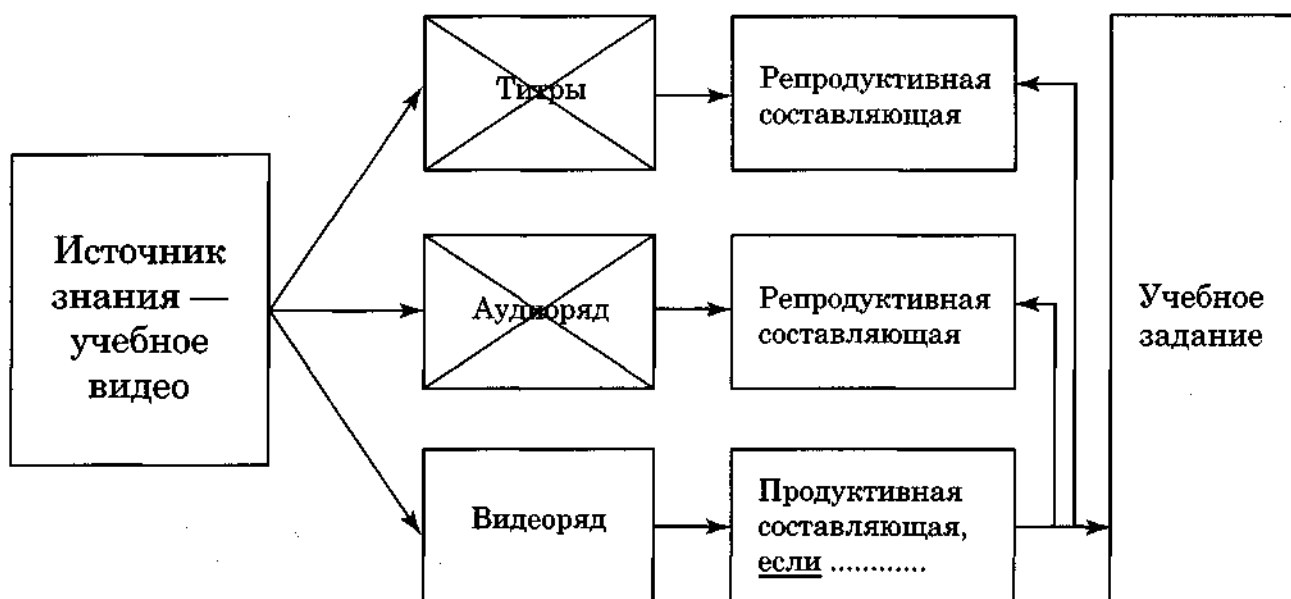 Источник
знания —
учебное
видео
Титры
Репродуктивная
составляющая
Аудиоряд
Репродуктивная
составляющая
Видеоряд
Продуктивная
составляющая,
если ............
Учебное
задание